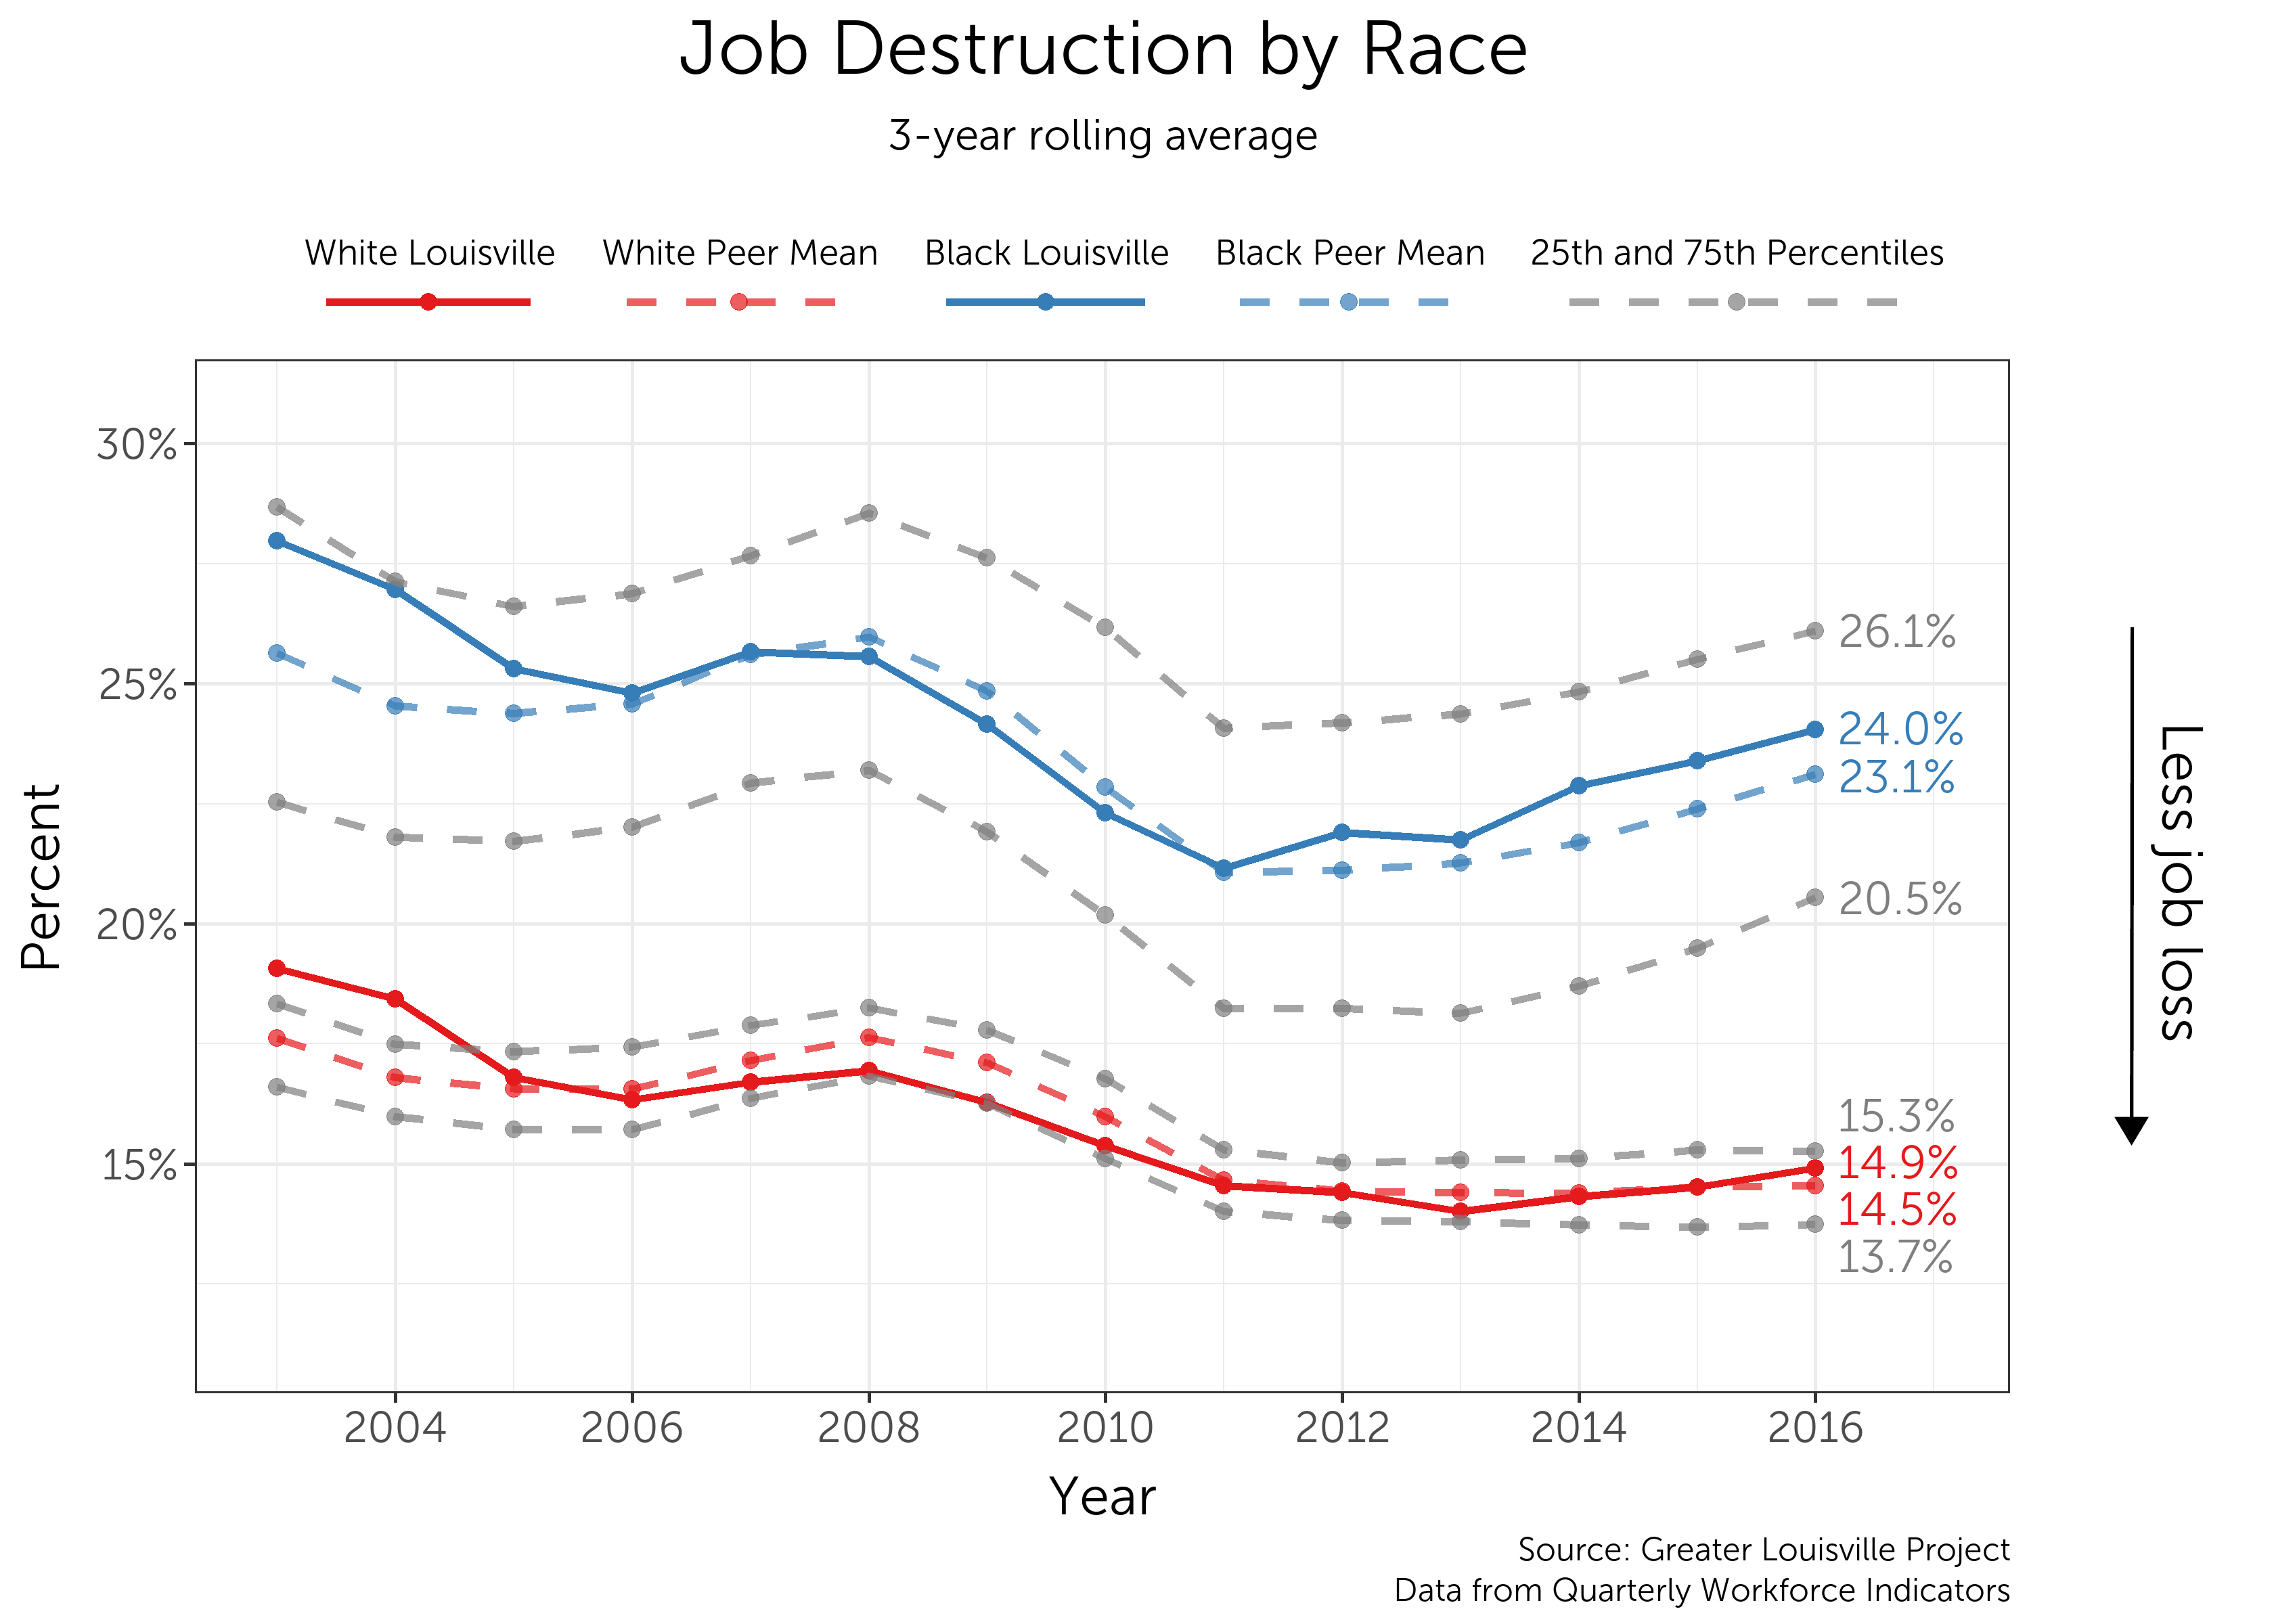 Job Destruction by Race
3-year rolling average
White Louisville White Peer Mean Black Louisville Black Peer Mean 25th and 75th Percentiles
30%
25%
20%
15%
Percent
26.1%
24.0%
23.1%
20.5%
15.3%
14.9%
14.5%
13.7%
Less job loss
2004 2006 2008 2010 2012 2014 2016
Year
Source: Greater Louisville Project
Data from Quarterly Workforce Indicators